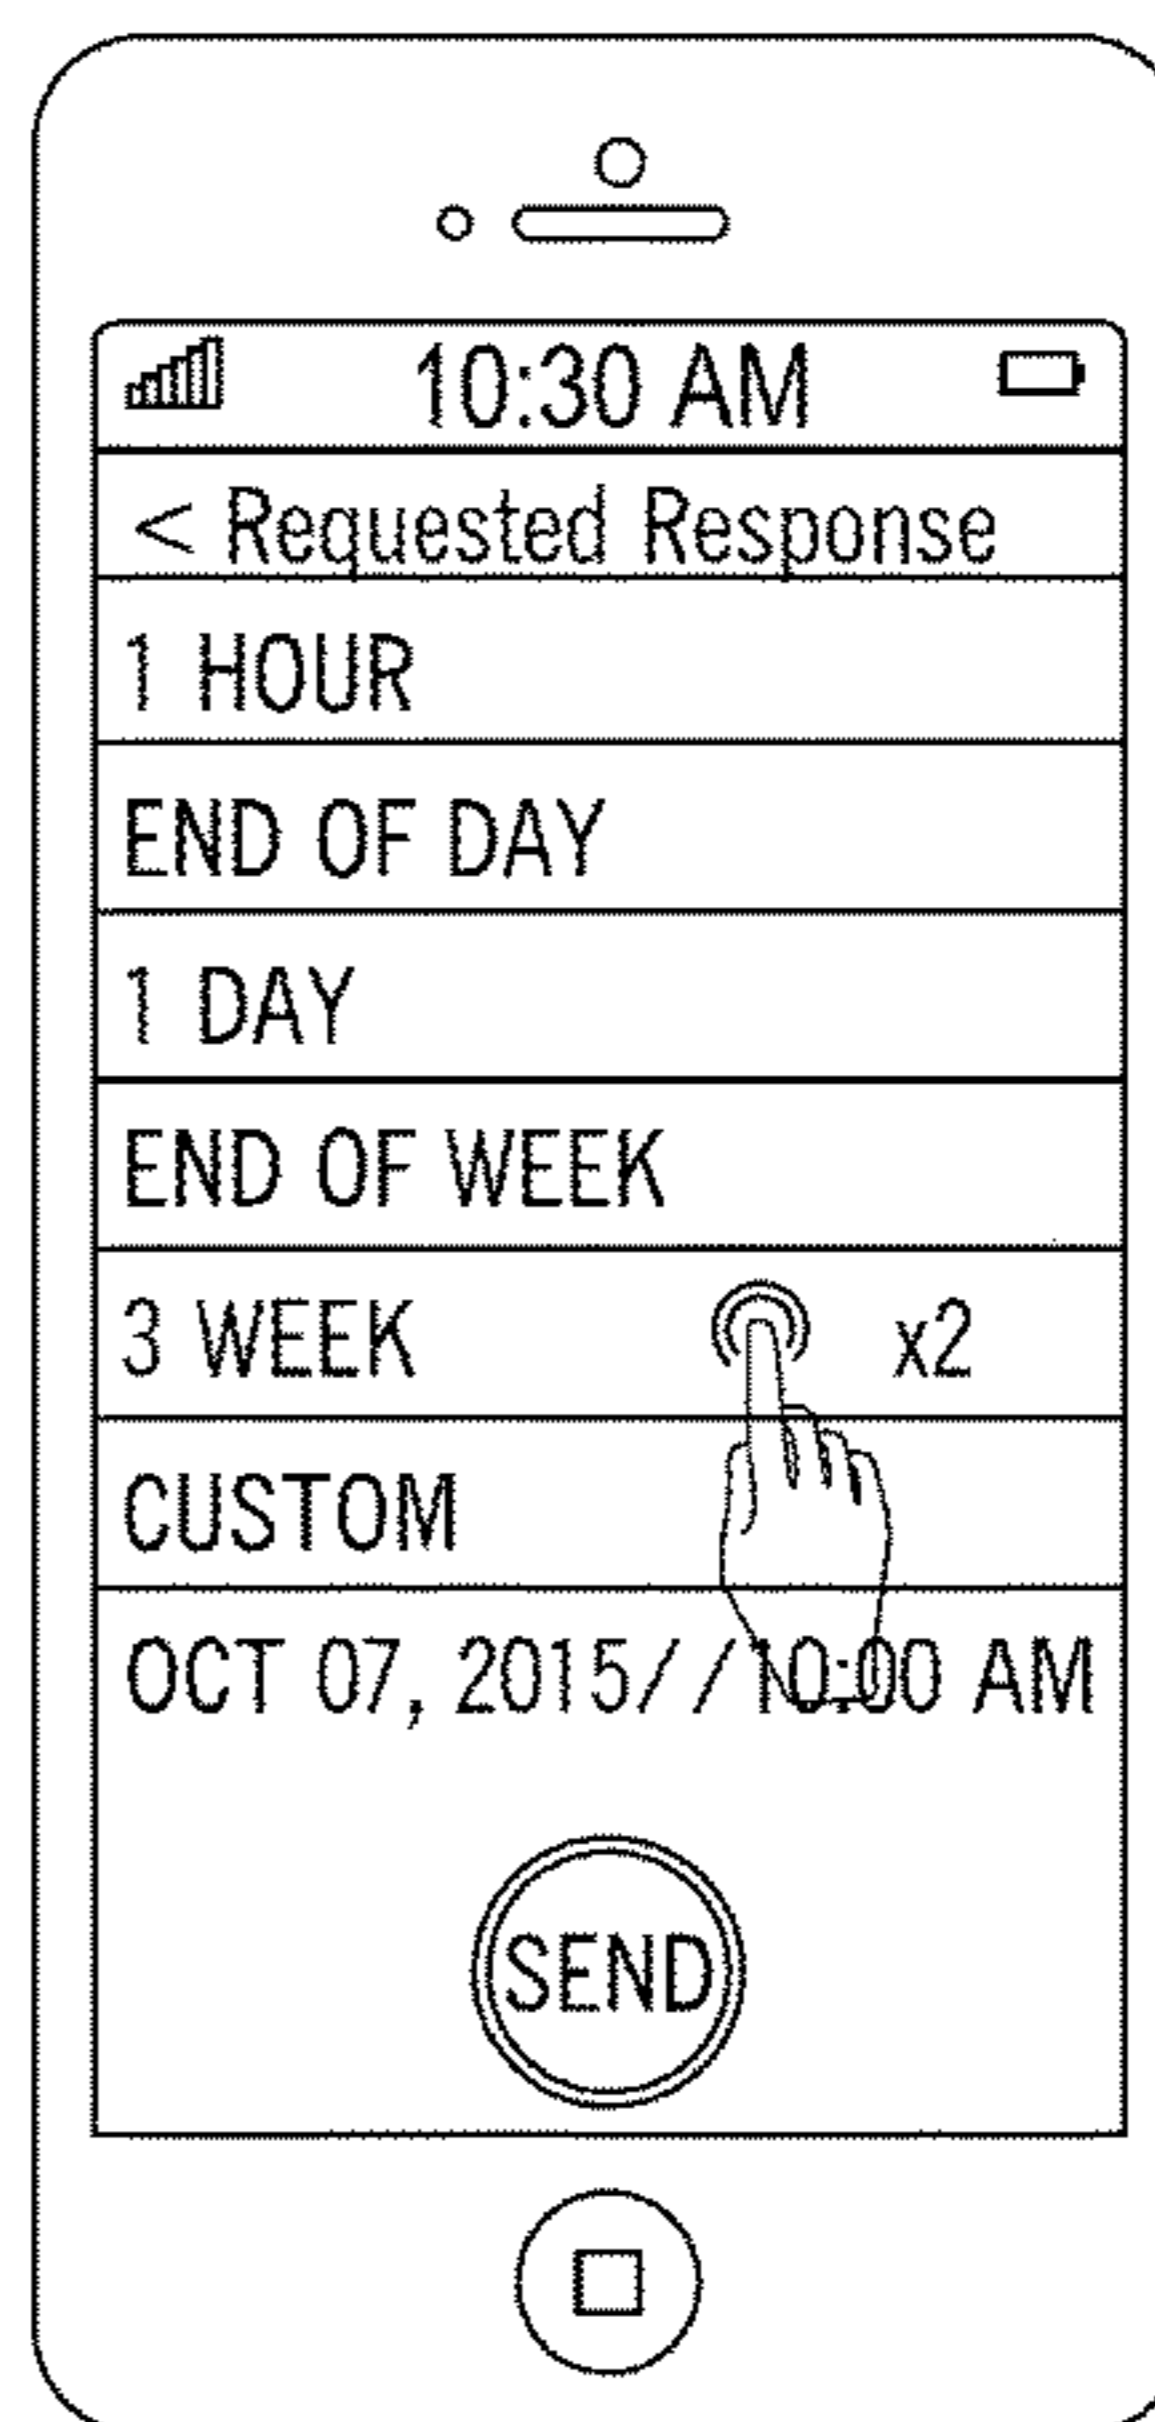 10:30 AM
< Requested Response
1 HOUR
END OF DAY
1 DAY
END OF WEEK
3 WEEK x2
CUSTOM
OCT 07, 2015//10:00 AM
SEND